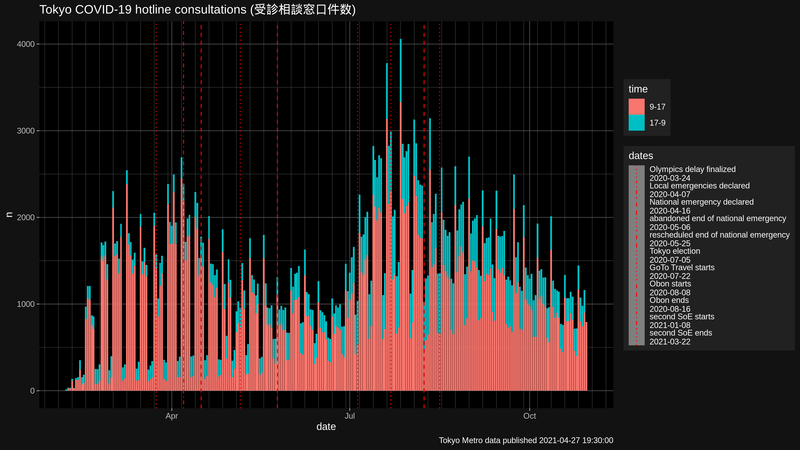 Tokyo COVID-19 hotline consultations (受診相談窓口件数)
4000
3000
2000
1000
0
n
Apr
Jul
Oct
date
time
9-17
17-9
dates
Olympics delay finalized
2020-03-24
Local emergencies declared
2020-04-07
National emergency declared
2020-04-16
abandoned end of national emergency
2020-05-06
rescheduled end of national emergency
2020-05-25
Tokyo election
2020-07-05
GoTo Travel starts
2020-07-22
Obon starts
2020-08-08
Obon ends
2020-08-16
second SoE starts
2021-01-08
second SoE ends
2021-03-22
Tokyo Metro data published 2021-04-27 19:30:00